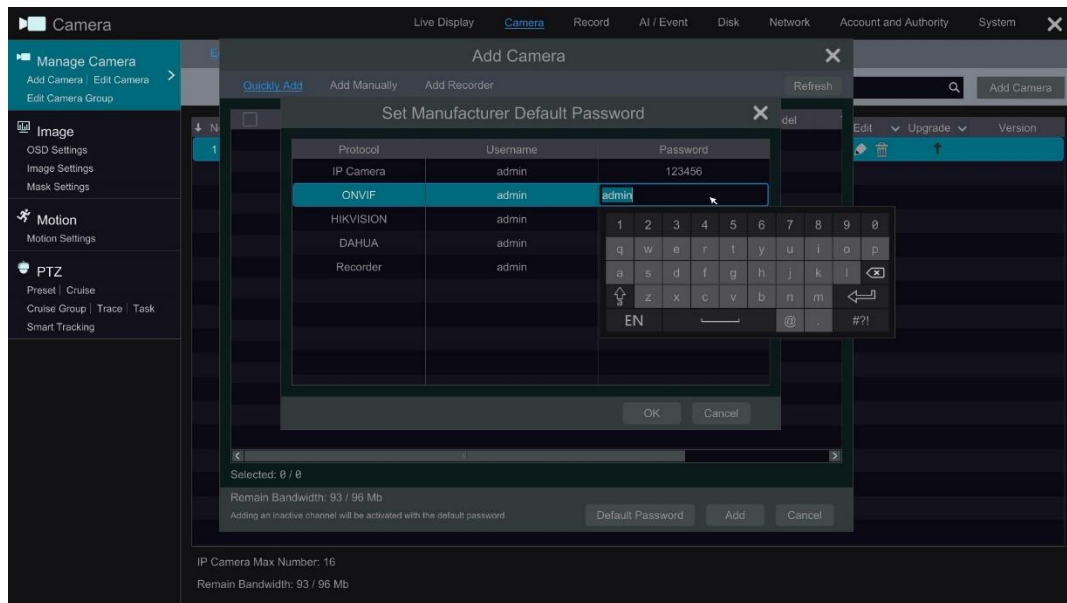 Camera
Live Display Camera Record AI / Event Disk Network Account and Authority System
Manage Camera
Add Camera | Edit Camera
Edit Camera Group
Image
OSD Settings
Image Settings
Mask Settings
Motion
Motion Settings
PTZ
Preset | Cruise
Cruise Group | Trace | Task
Smart Tracking
Add Camera
Quickly Add Add Manually Add Recorder Refresh
Add Camera
Edit Upgrade Version
1
Set Manufacturer Default Password
Protocol Username Password
IP Camera admin 123456
ONVIF admin admin
HIKVISION admin
DAHUA admin
Recorder admin
1 2 3 4 5 6 7 8 9 0
q w e r t y u i o p
a s d f g h j k l
z x c v b n m
EN @ . #?!
OK Cancel
Selected: 0 / 0
Remain Bandwidth: 93 / 96 Mb
Adding an inactive channel will be activated with the default password
Default Password Add Cancel
IP Camera Max Number: 16
Remain Bandwidth: 93 / 96 Mb